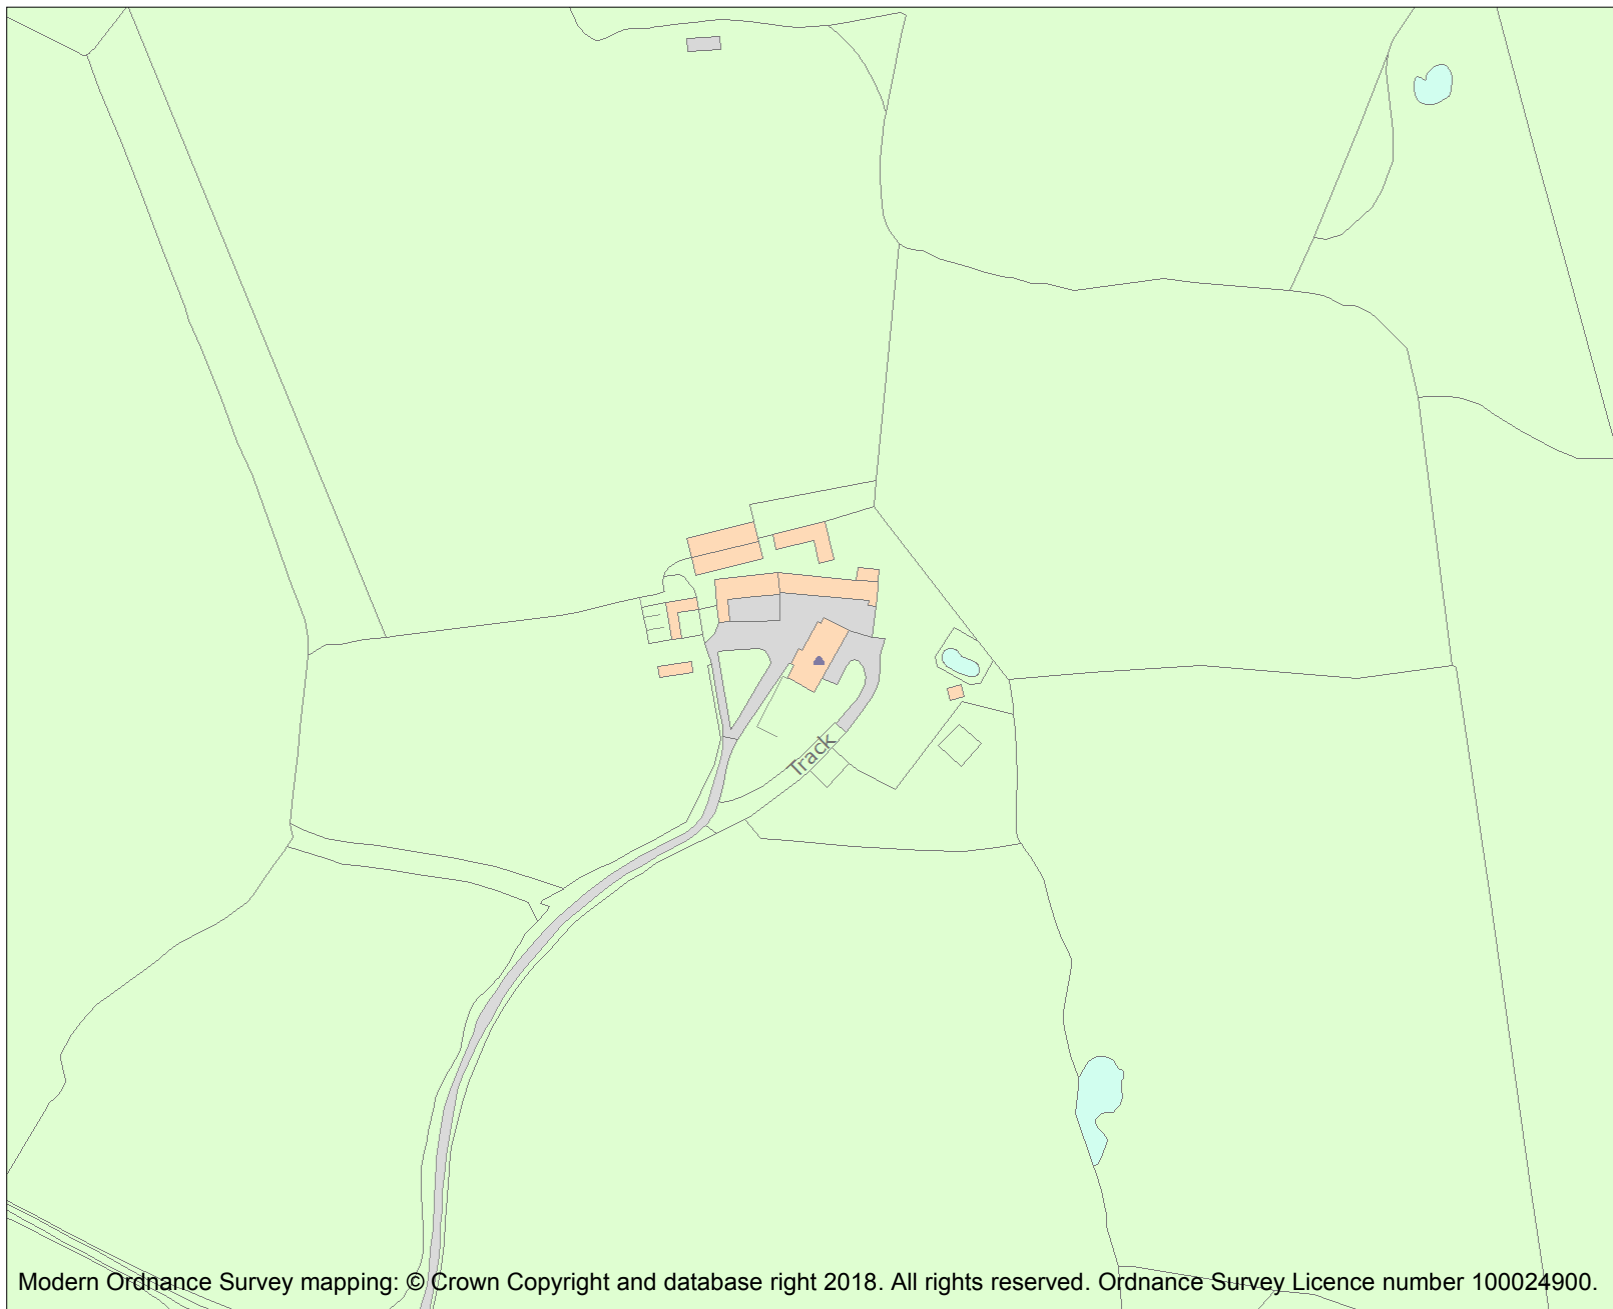 Track
Modern Ordnance Survey mapping: © Crown Copyright and database right 2018. All rights reserved. Ordnance Survey Licence number 100024900.